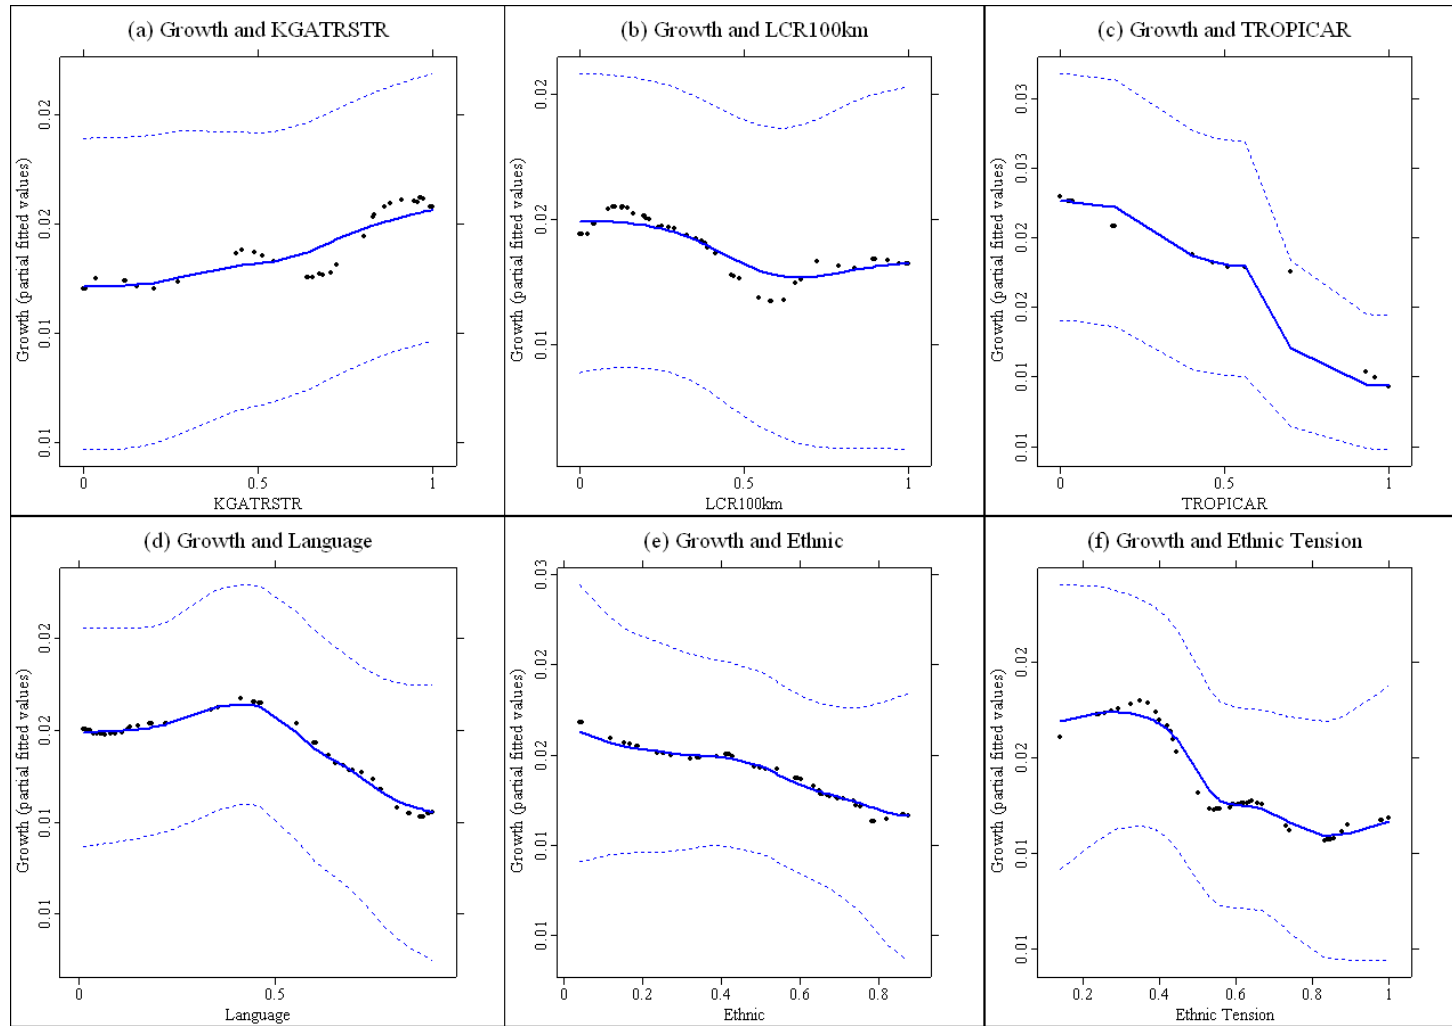 (a) Growth and KGATRSTR
Growth (partial fitted values)
0.02
0.02
0.01
0.01
0 0.5 1
KGATRSTR
(b) Growth and LCR100km
Growth (partial fitted values)
0.02
0.02
0.01
0 0.5 1
LCR100km
(c) Growth and TROPICAR
Growth (partial fitted values)
0.03
0.03
0.02
0.02
0.01
0.01
0 0.5 1
TROPICAR
(d) Growth and Language
Growth (partial fitted values)
0.02
0.02
0.01
0.01
0 0.5
Language
(e) Growth and Ethnic
Growth (partial fitted values)
0.03
0.02
0.02
0.01
0.01
0 0.2 0.4 0.6 0.8
Ethnic
(f) Growth and Ethnic Tension
Growth (partial fitted values)
0.02
0.02
0.01
0.01
0.2 0.4 0.6 0.8 1
Ethnic Tension